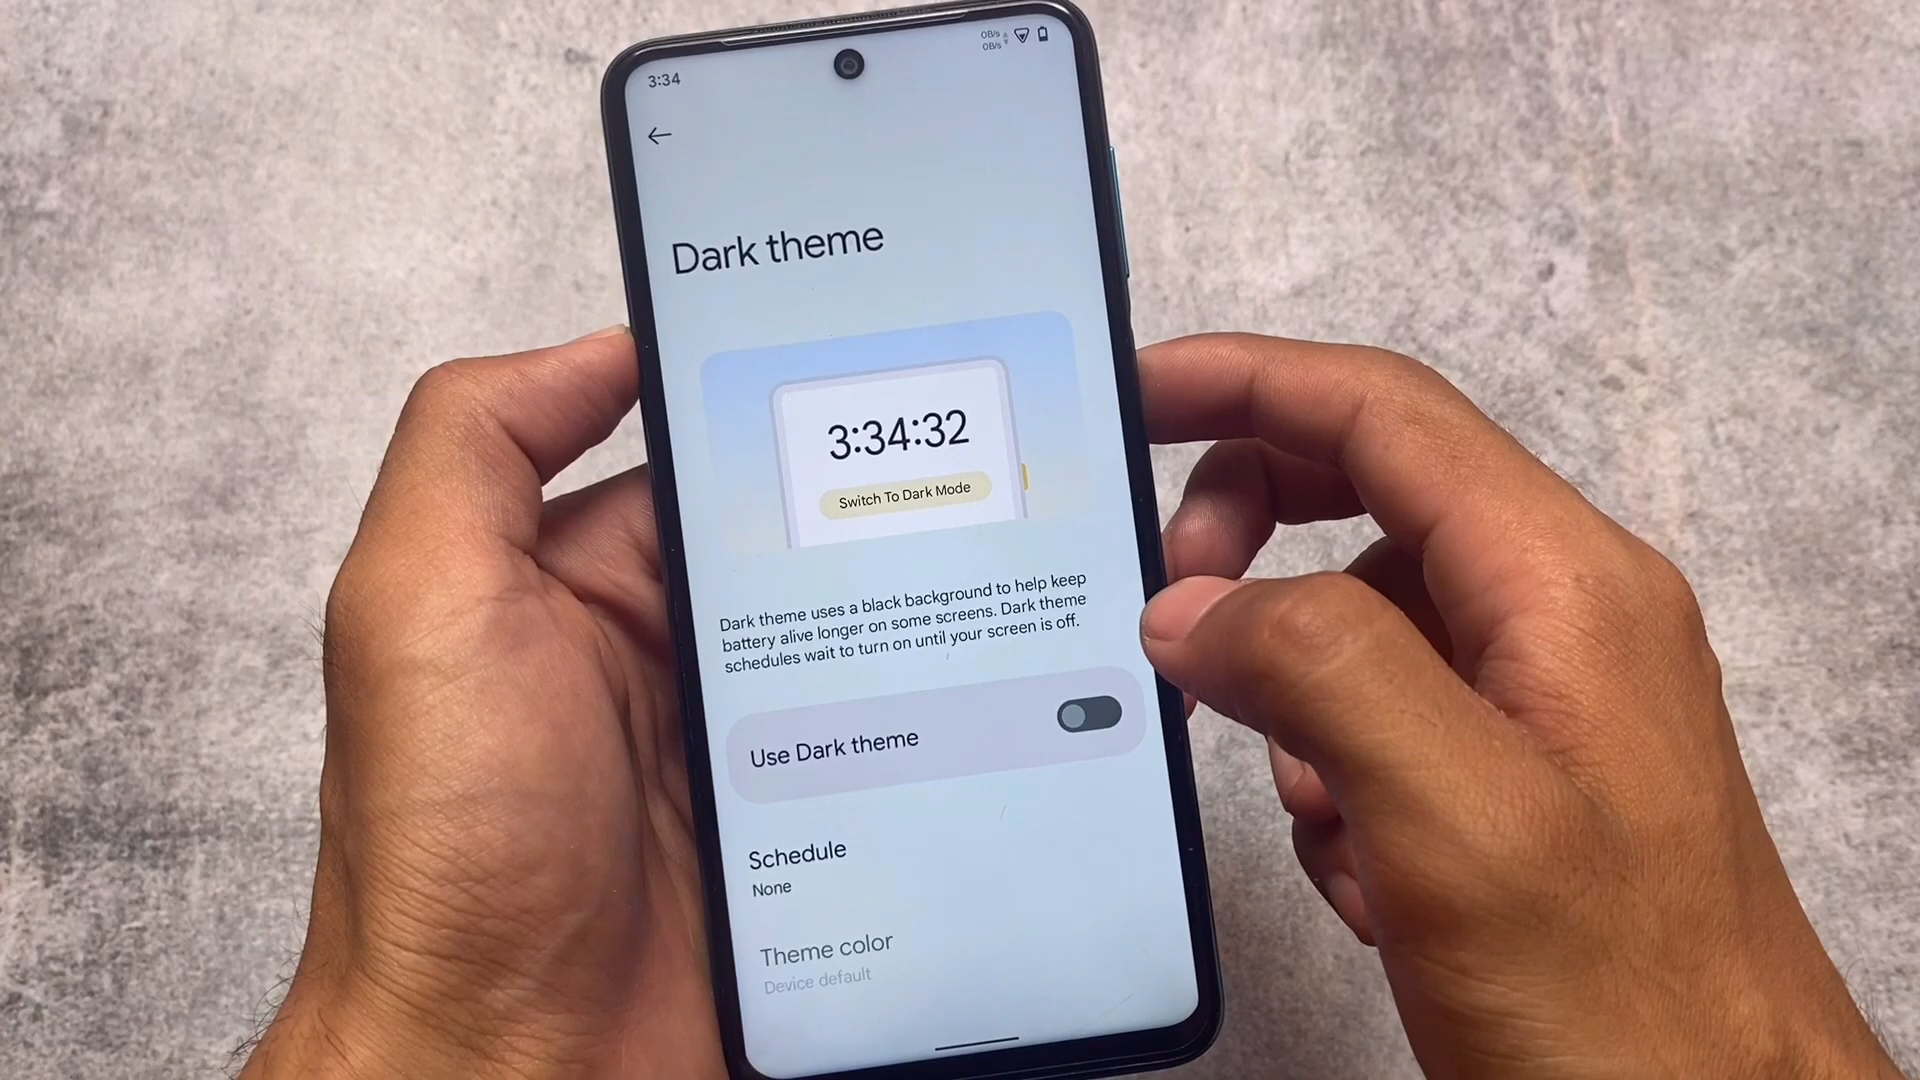 3:34
0B/s
0B/s
Dark theme
3:34:32
Switch To Dark Mode
Dark theme uses a black background to help keep
battery alive longer on some screens. Dark theme
schedules wait to turn on until your screen is off.
Use Dark theme
Schedule
None
Theme color
Device default